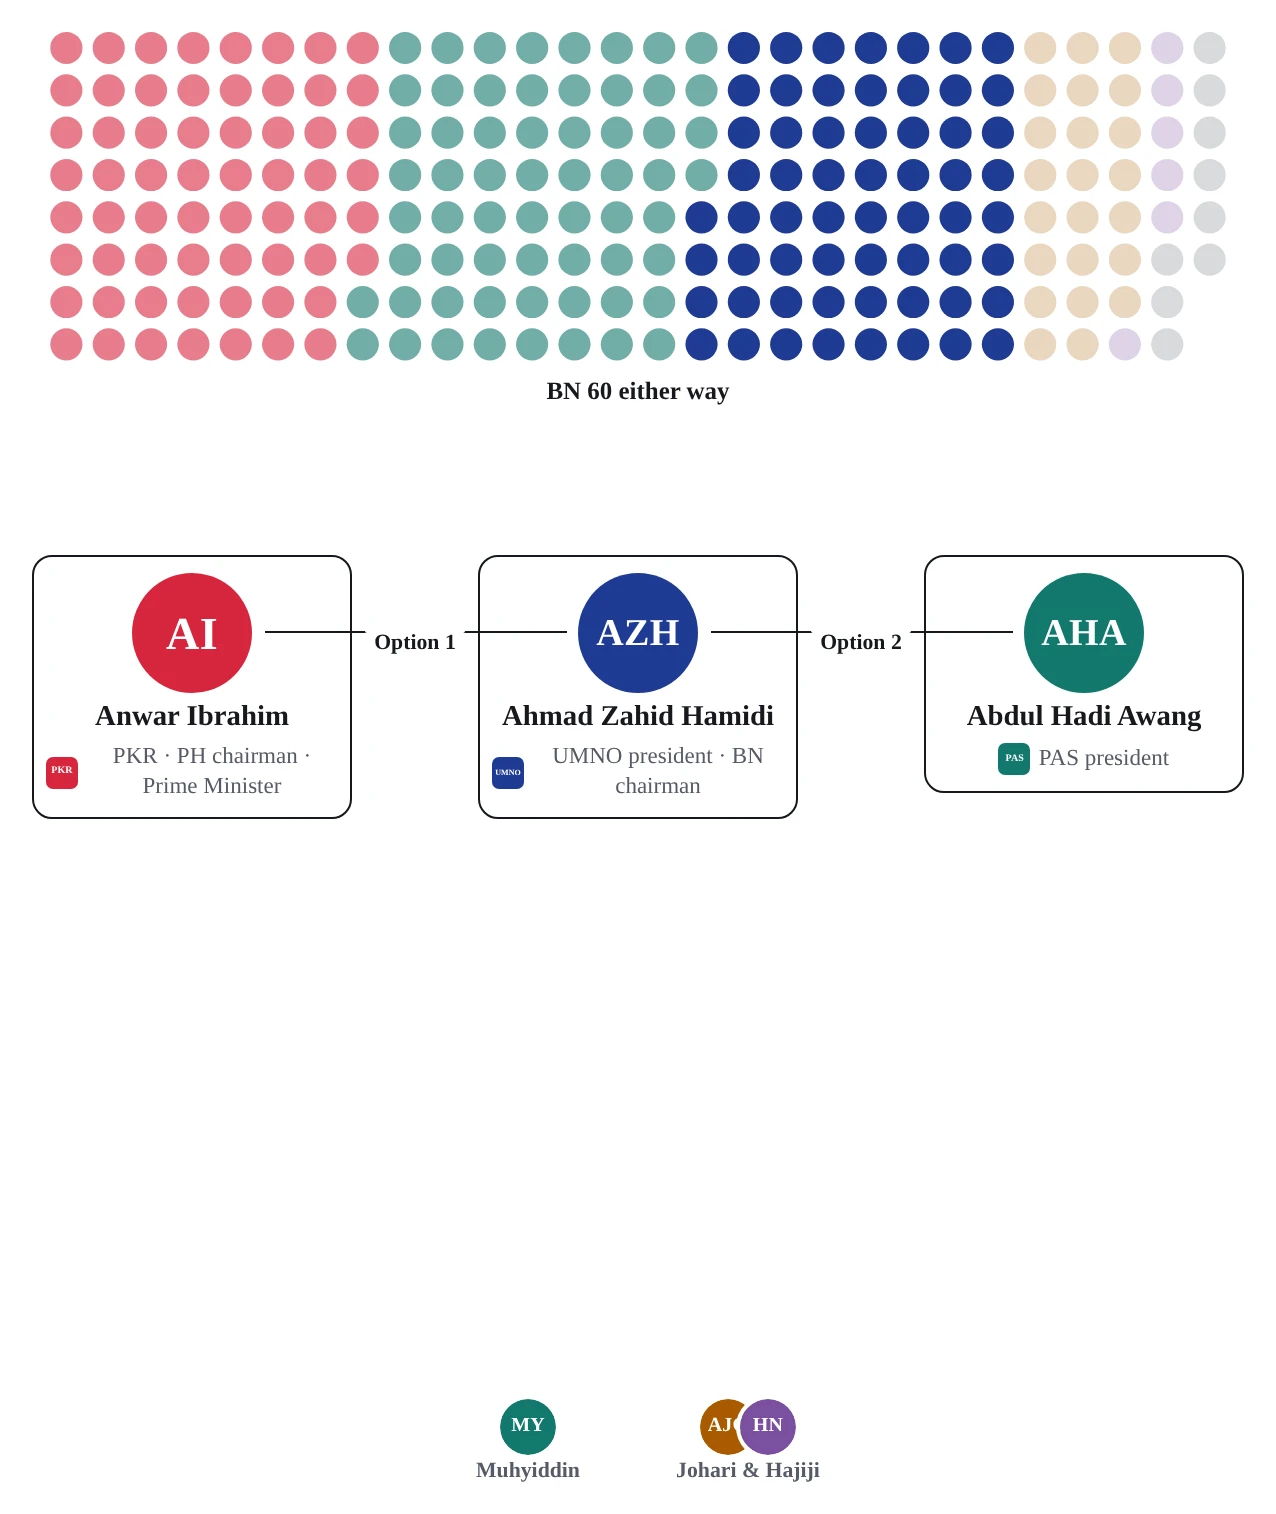 BN 60 either way
AI
Option 1
AZH
Option 2
AHA
Anwar Ibrahim
Ahmad Zahid Hamidi
Abdul Hadi Awang
PKR
PKR · PH chairman ·
Prime Minister
UMNO
UMNO president · BN
chairman
PAS
PAS president
MY
HN
Muhyiddin
Johari & Hajiji